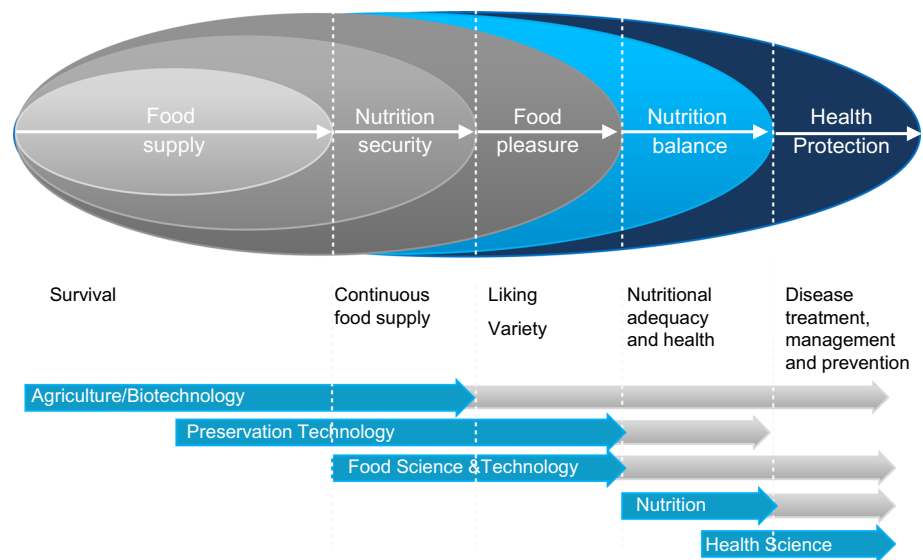 Food
supply
Nutrition
security
Food
pleasure
Nutrition
balance
Health
Protection
Survival
Continuous
food supply
Liking
Variety
Nutritional
adequacy
and health
Disease
treatment,
management
and prevention
Agriculture/Biotechnology
Preservation Technology
Food Science &Technology
Nutrition
Health Science